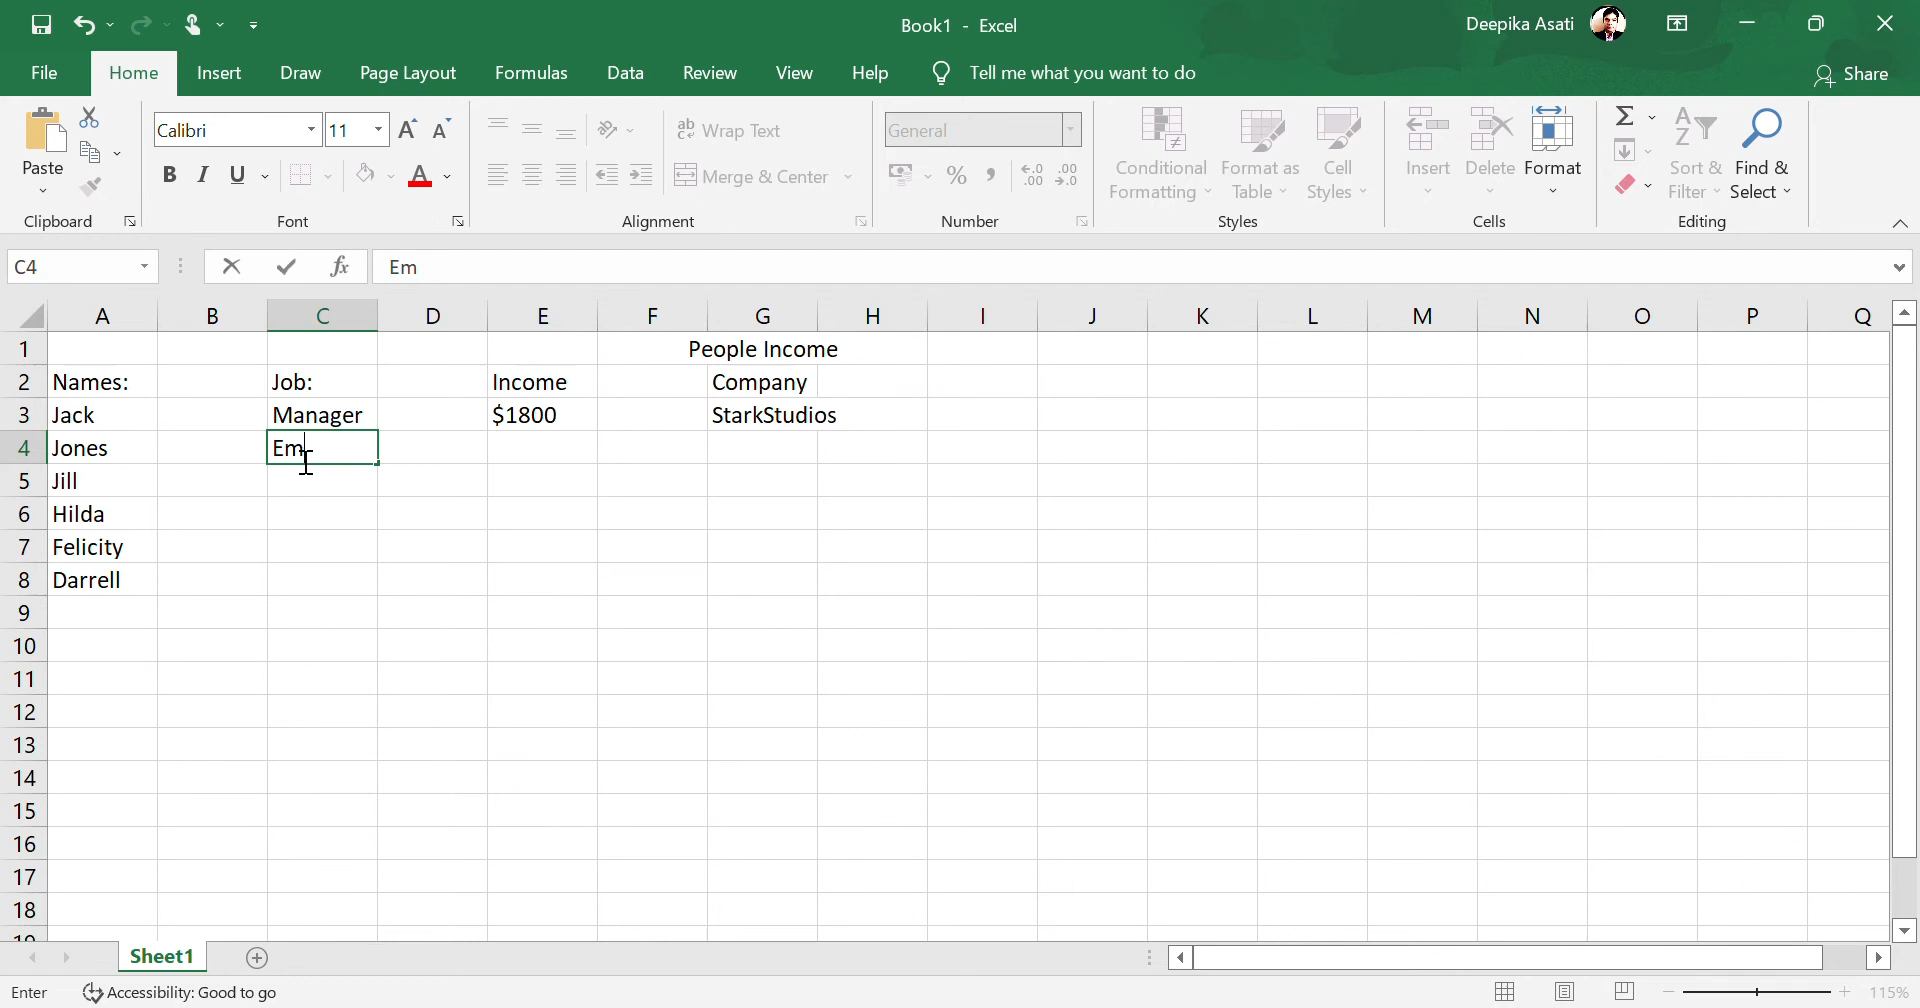 Book1 - Excel
Deepika Asati
File Home Insert Draw Page Layout Formulas Data Review View Help Tell me what you want to do Share
Paste
Clipboard
Calibri 11
B I U A
Font
ab Wrap Text
Merge & Center
Alignment
General
% , .00 .00
Number
Conditional Formatting
Format as Table
Cell Styles
Styles
Insert Delete Format
Cells
Sort & Filter
Find & Select
Editing
C4 fx Em
A B C D E F G H I J K L M N O P Q
1 People Income
2 Names: Job: Income Company
3 Jack Manager $1800 StarkStudios
4 Jones Em
5 Jill
6 Hilda
7 Felicity
8 Darrell
9
10
11
12
13
14
15
16
17
18
19
Sheet1
Enter Accessibility: Good to go 115%